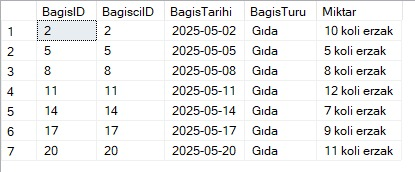 BagisID BagisciID BagisTarihi BagisTuru Miktar
1 2 2 2025-05-02 Gıda 10 koli erzak
2 5 5 2025-05-05 Gıda 5 koli erzak
3 8 8 2025-05-08 Gıda 8 koli erzak
4 11 11 2025-05-11 Gıda 12 koli erzak
5 14 14 2025-05-14 Gıda 7 koli erzak
6 17 17 2025-05-17 Gıda 9 koli erzak
7 20 20 2025-05-20 Gıda 11 koli erzak